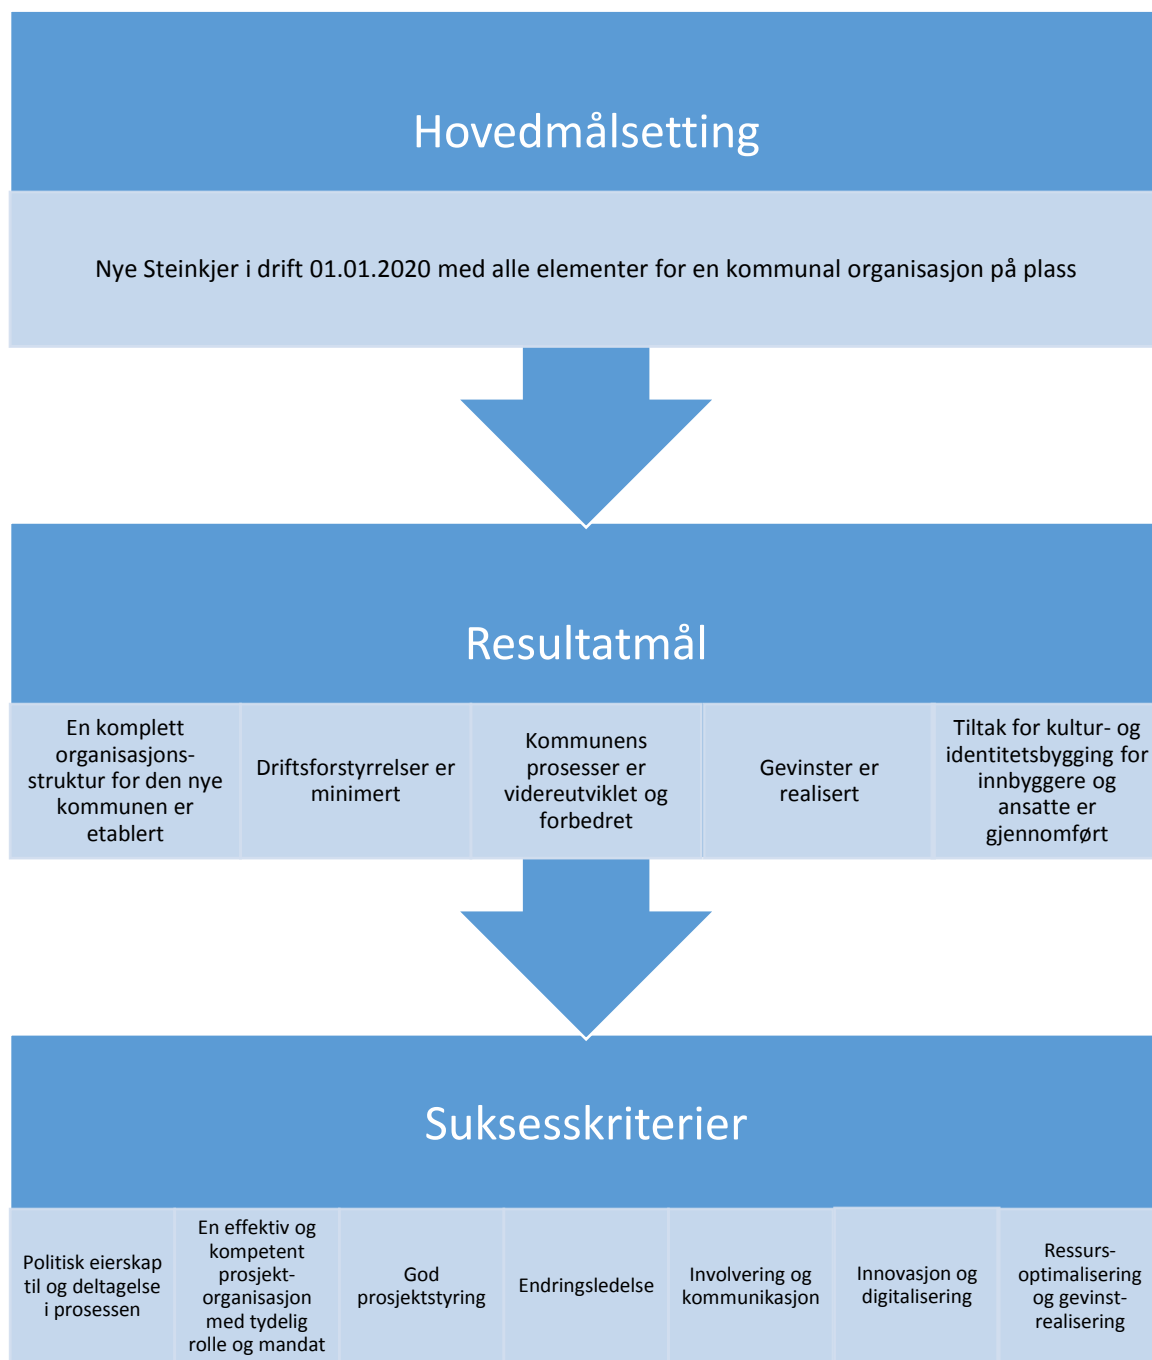 Hovedmålsetting
Nye Steinkjer i drift 01.01.2020 med alle elementer for en kommunal organisasjon på plass
Resultatmål
En komplett
organisasjons-
struktur for den nye
kommunen er
etablert
Driftsforstyrrelser er
minimert
Kommunens
prosesser er
videreutviklet og
forbedret
Gevinster er
realisert
Tiltak for kultur- og
identitetsbygging for
innbyggere og
ansatte er
gjennomført
Suksesskriterier
Politisk eierskap
til og deltagelse
i prosessen
En effektiv og
kompetent
prosjekt-
organisasjon
med tydelig
rolle og mandat
God
prosjektstyring
Endringsledelse
Involvering og
kommunikasjon
Innovasjon og
digitalisering
Ressurs-
optimalisering
og gevinst-
realisering